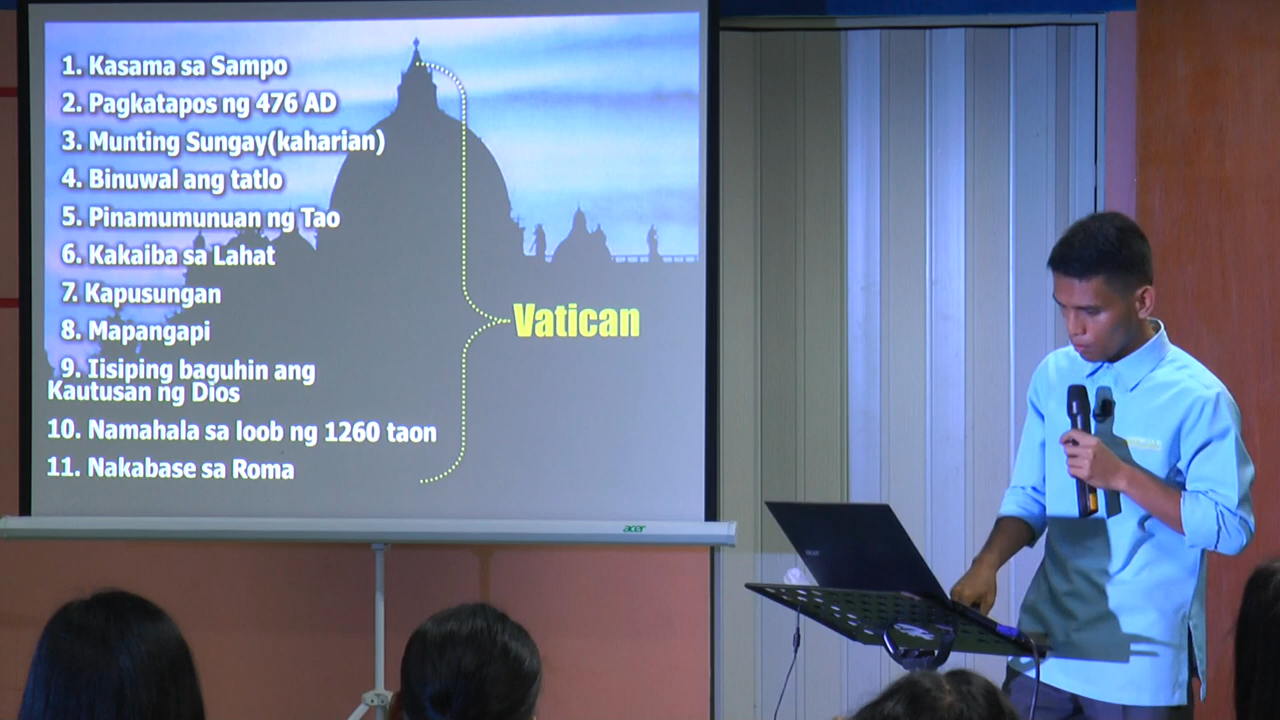 1. Kasama sa Sampo
2. Pagkatapos ng 476 AD
3. Munting Sungay(kaharian)
4. Binuwal ang tatlo
5. Pinamumunuan ng Tao
6. Kakaiba sa Lahat
7. Kapusungan
8. Mapangapi
9. Iisiping baguhin ang
Kautusan ng Dios
10. Namahala sa loob ng 1260 taon
11. Nakabase sa Roma
Vatican
acer